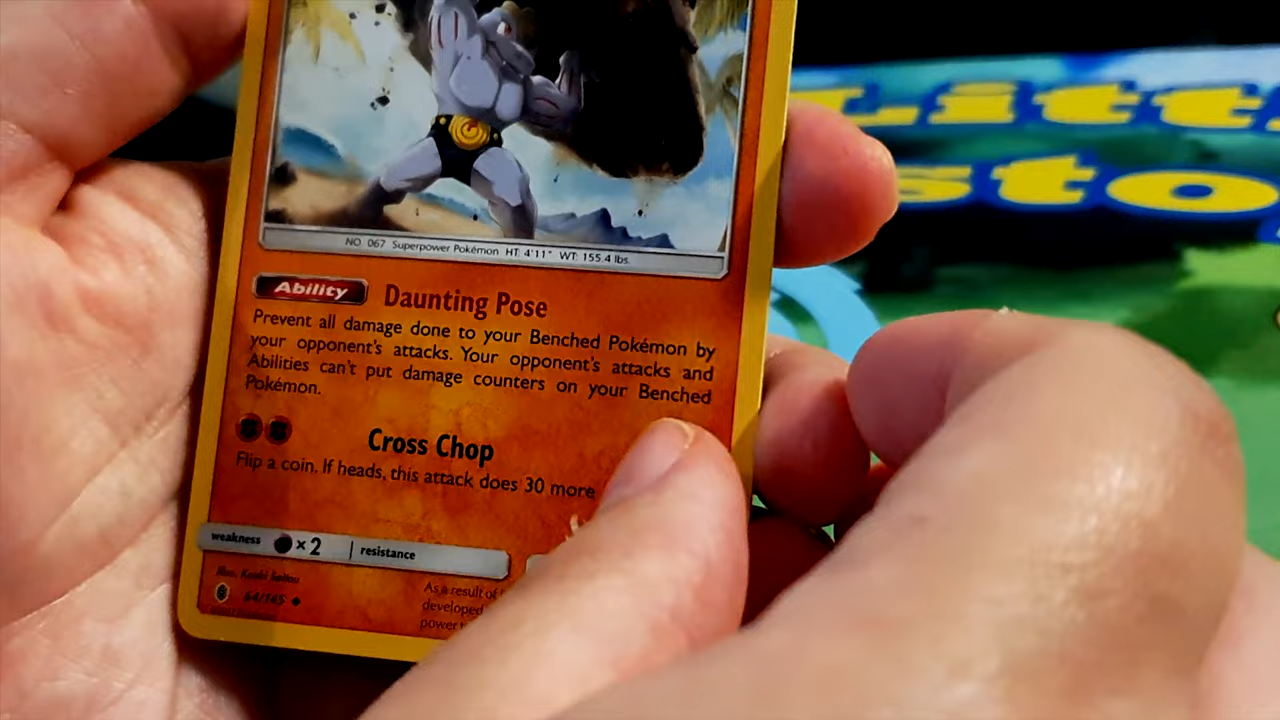 Litt
sto
NO. 067 Superpower Pokémon HT: 4'11" WT: 155.4 lbs.
Ability Daunting Pose
Prevent all damage done to your Benched Pokémon by
your opponent's attacks. Your opponent's attacks and
Abilities can't put damage counters on your Benched
Pokémon.
Cross Chop
Flip a coin. If heads, this attack does 30 more
weakness ×2 resistance
Illus. Kouki Saitou
64/145
As a result of
developed
power